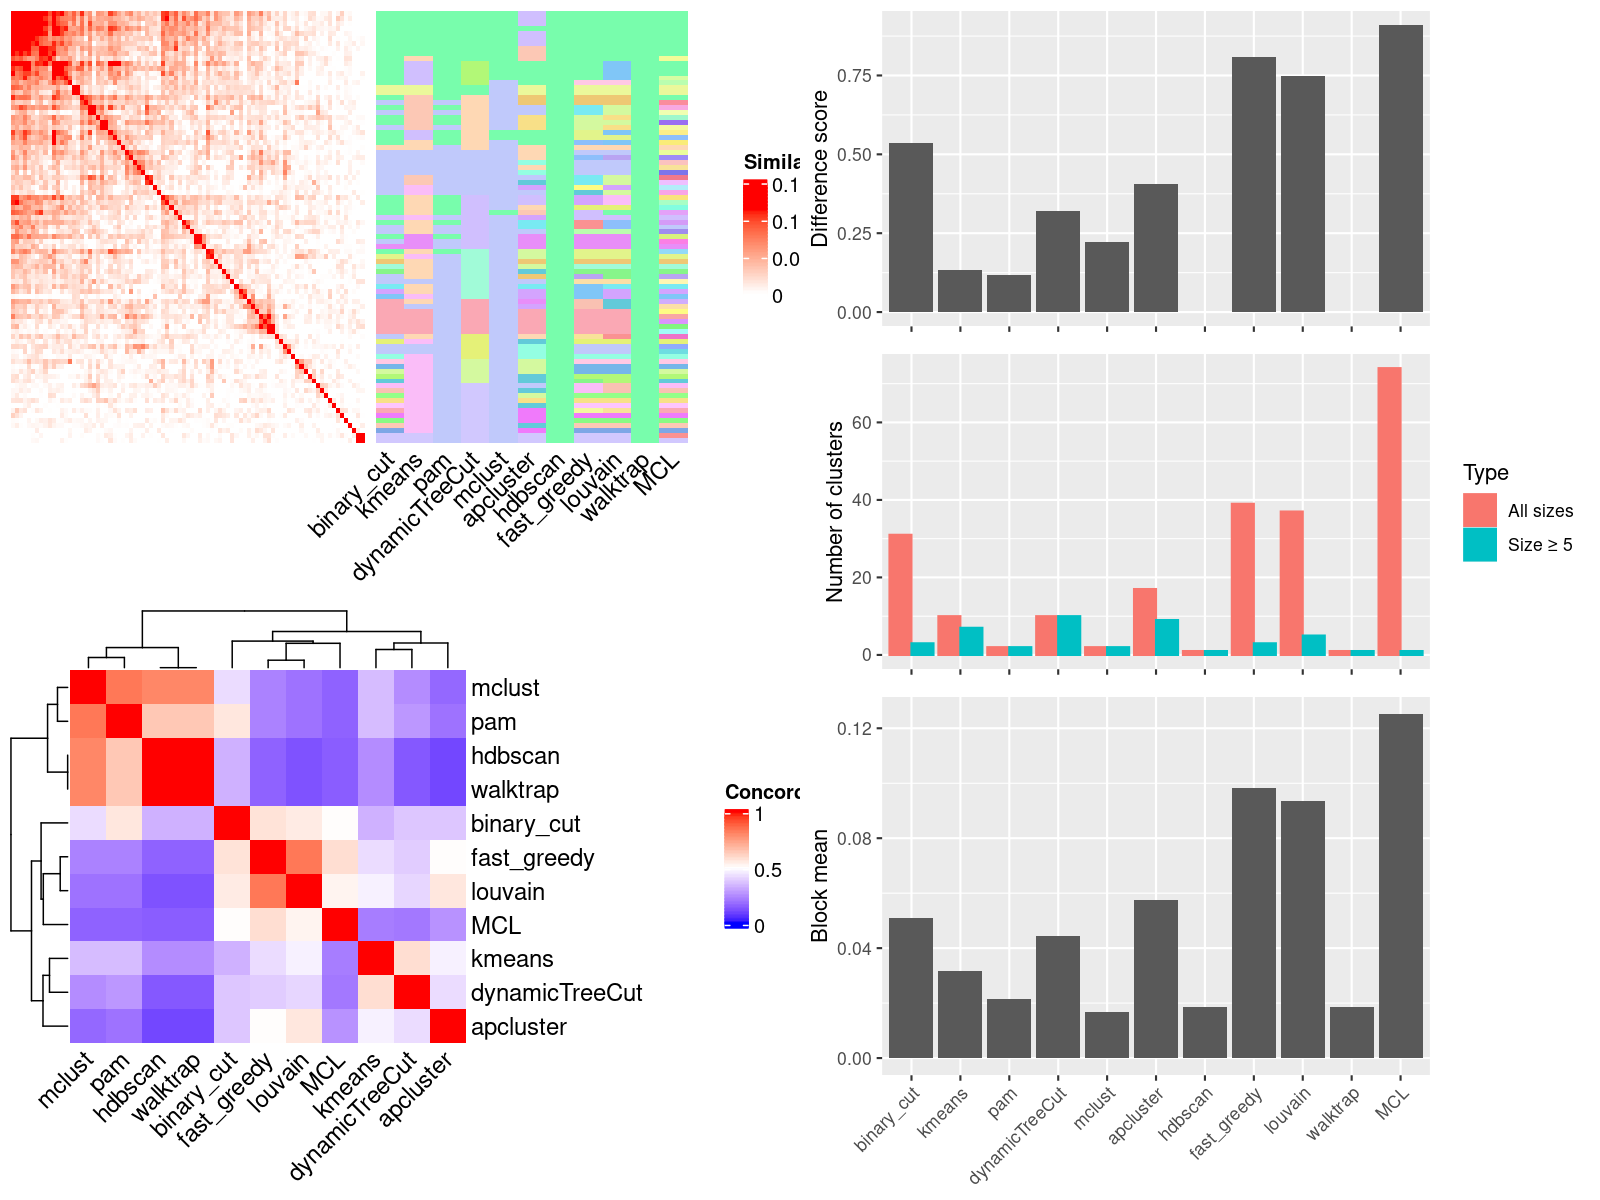 Simila
0.1
0.1
0.0
0
binary_cut
kmeans
pam
dynamicTreeCut
mclust
apcluster
hdbscan
fast_greedy
louvain
walktrap
MCL
mclust
pam
hdbscan
walktrap
binary_cut
fast_greedy
louvain
MCL
kmeans
dynamicTreeCut
apcluster
mclust
pam
hdbscan
walktrap
binary_cut
fast_greedy
louvain
MCL
kmeans
dynamicTreeCut
apcluster
Concord
1
0.5
0
Difference score
0.75
0.50
0.25
0.00
Number of clusters
60
40
20
0
Type
All sizes
Size ≥ 5
Block mean
0.12
0.08
0.04
0.00
binary_cut
kmeans
pam
dynamicTreeCut
mclust
apcluster
hdbscan
fast_greedy
louvain
walktrap
MCL